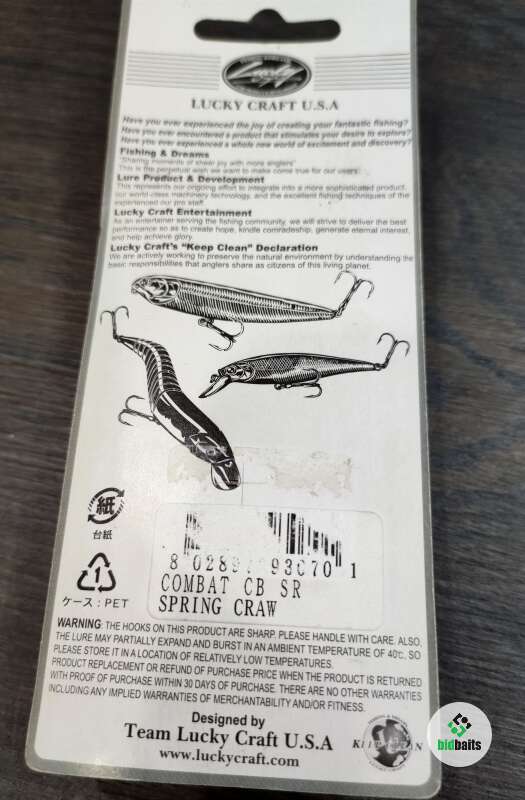 Lucky
LUCKY CRAFT U.S.A
Have you ever experienced the joy of creating your fantastic fishing?
Have you ever encountered a product that stimulates your desire to explore?
Have you ever experienced a whole new world of excitement and discovery?
Fishing & Dreams
"Sharing moments of sheer joy with more anglers"
This is the perpetual wish we want to make come true for our users.
Lure Product & Development
This represents our ongoing effort to integrate into a more sophisticated product,
our world-class machinery technology, and the excellent fishing techniques of the
experienced our pro staff.
Lucky Craft Entertainment
As an entertainer serving the fishing community, we will strive to deliver the best
performance so as to create hope, kindle comradeship, generate eternal interest,
and help achieve glory.
Lucky Craft's "Keep Clean" Declaration
We are actively working to preserve the natural environment by understanding the
basic responsibilities that anglers share as citizens of this living planet.
紙
台紙
1
ケース：PET
COMBAT CB SR
SPRING CRAW
WARNING: THE HOOKS ON THIS PRODUCT ARE SHARP. PLEASE HANDLE WITH CARE. ALSO,
THE LURE MAY PARTIALLY EXPAND AND BURST IN AN AMBIENT TEMPERATURE OF 40℃, SO
PLEASE STORE IT IN A LOCATION OF RELATIVELY LOW TEMPERATURES.
PRODUCT REPLACEMENT OR REFUND OF PURCHASE PRICE WHEN THE PRODUCT IS RETURNED
WITH PROOF OF PURCHASE WITHIN 30 DAYS OF PURCHASE. THERE ARE NO OTHER WARRANTIES
INCLUDING ANY IMPLIED WARRANTIES OF MERCHANTABILITY AND/OR FITNESS.
Designed by
Team Lucky Craft U.S.A
www.luckycraft.com
bidbaits